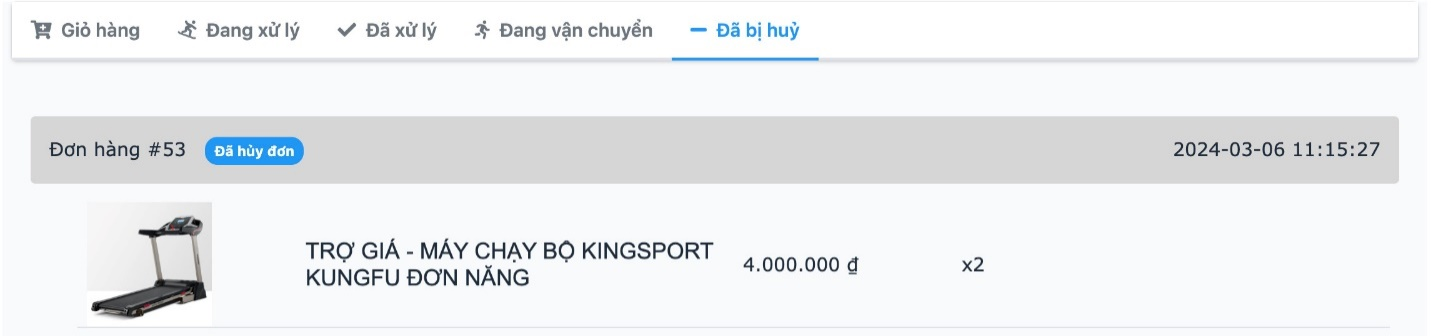 Giỏ hàng Đang xử lý Đã xử lý Đang vận chuyển Đã bị huỷ
Đơn hàng #53 Đã hủy đơn 2024-03-06 11:15:27
TRỢ GIÁ - MÁY CHẠY BỘ KINGSPORT
KUNGFU ĐƠN NĂNG
4.000.000 ₫ x2